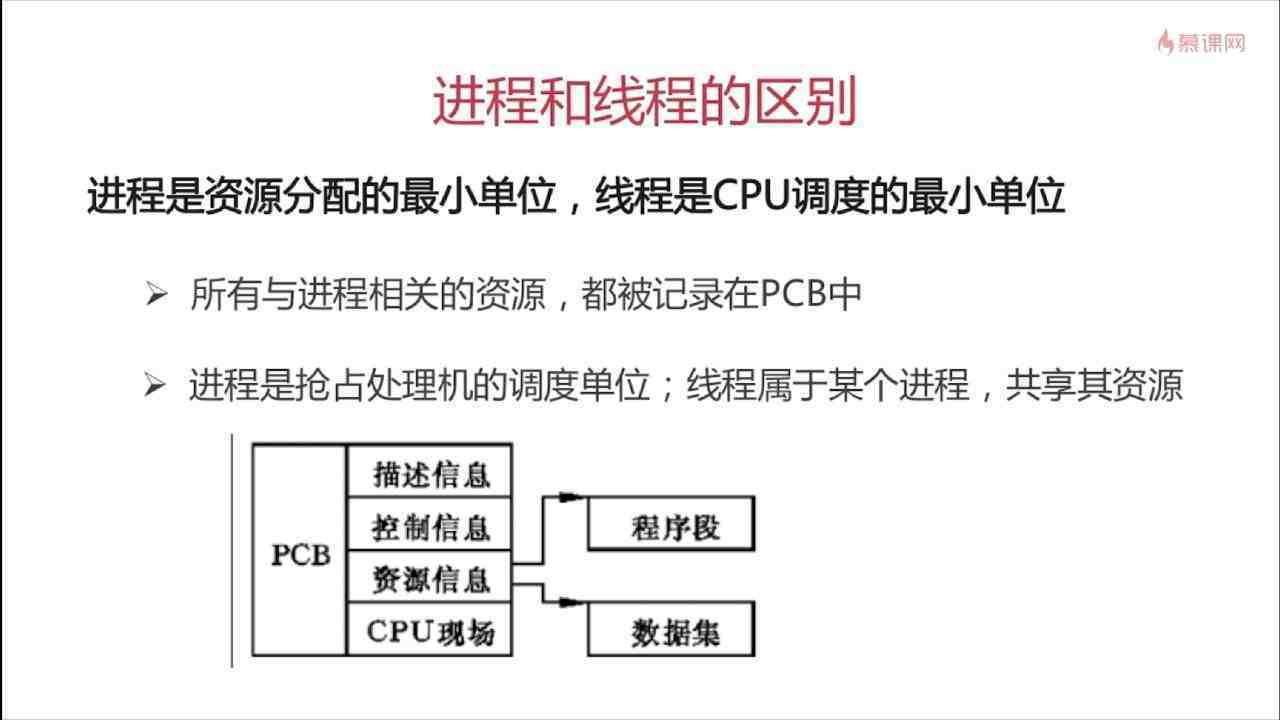 慕课网
进程和线程的区别
进程是资源分配的最小单位，线程是CPU调度的最小单位
所有与进程相关的资源，都被记录在PCB中
进程是抢占处理机的调度单位；线程属于某个进程，共享其资源
PCB
描述信息
控制信息
资源信息
CPU现场
程序段
数据集